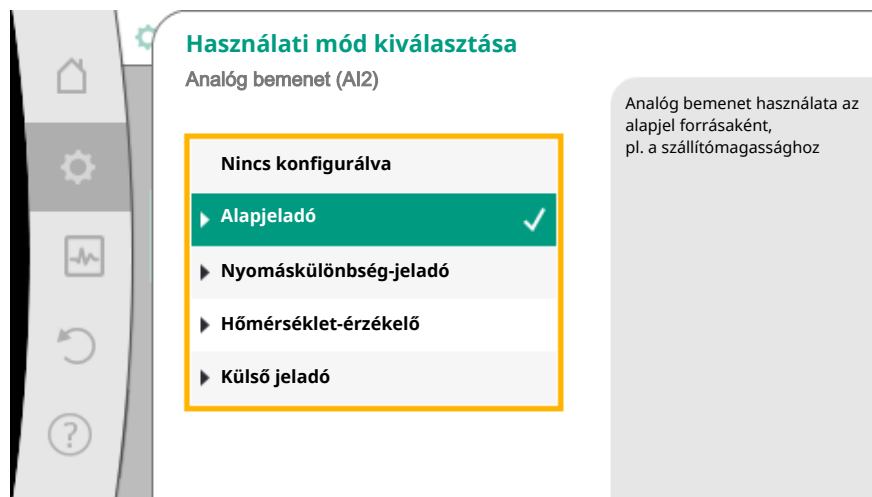 Használati mód kiválasztása
Analóg bemenet (AI2)
Nincs konfigurálva
Alapjeladó
Nyomáskülönbség-jeladó
Hőmérséklet-érzékelő
Külső jeladó
Analóg bemenet használata az
alapjel forrásaként,
pl. a szállítómagassághoz
?